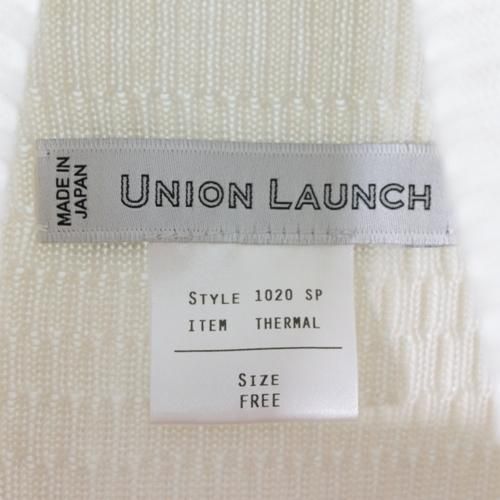 MADE IN
JAPAN
UNION LAUNCH
STYLE 1020 SP
ITEM THERMAL
SIZE
FREE